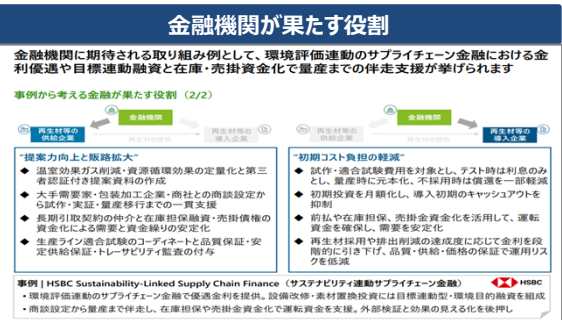 金融機関が果たす役割
金融機関に期待される取り組み例として、環境評価連動のサプライチェーン金融における金
利優遇や目標連動融資と在庫・売掛資金化で量産までの伴走支援が挙げられます
事例から考える金融が果たす役割（2/2）
金融機関
再生材等の
供給企業
再生材等の
導入企業
金融機関
再生材等の
供給企業
再生材等の
導入企業
“提案力向上と販路拡大”
◆ 温室効果ガス削減・資源循環効果の定量化と第三
者認証付き提案資料の作成
◆ 大手需要家・包装加工企業・商社との商談設定か
ら試作・実証・量産移行までの一貫支援
◆ 長期引取契約の仲介と在庫担保融資・売掛債権の
資金化による需要と資金繰りの安定化
◆ 生産ライン適合試験のコーディネートと品質保証・安
定供給保証・トレーサビリティ監査の付与
“初期コスト負担の軽減”
◆ 試作・適合試験費用を対象とし、テスト時は利息のみ
とし、量産時に元本化、不採用時は償還を一部軽減
◆ 初期投資を月額化し、導入初期のキャッシュアウトを
抑制
◆ 前払や在庫担保、売掛金資金化を活用して、運転
資金を確保し、需要を安定化
◆ 再生材採用や排出削減の達成度に応じて金利を段
階的に引き下げ、品質・供給・価格の保証で運用リス
クを低減
事例 | HSBC Sustainability-Linked Supply Chain Finance（サステナビリティ連動サプライチェーン金融）
HSBC
・環境評価連動のサプライチェーン金融で優遇金利を提供。設備改修・素材置換投資には目標連動型・環境目的融資を組成
・商談設定から量産まで伴走し、在庫担保や売掛金資金化で運転資金を支援。外部検証と効果の見える化を後押し